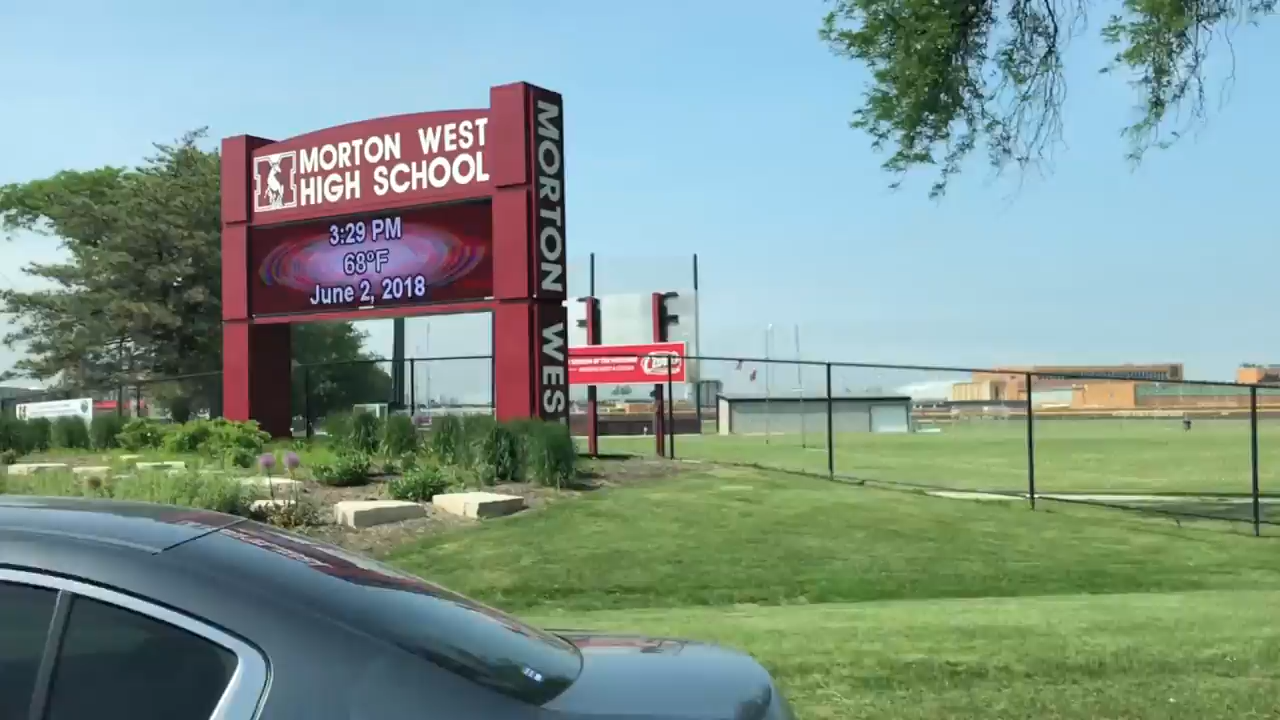 MORTON WEST
HIGH SCHOOL
3:29 PM
68°F
June 2, 2018
MORTON WES